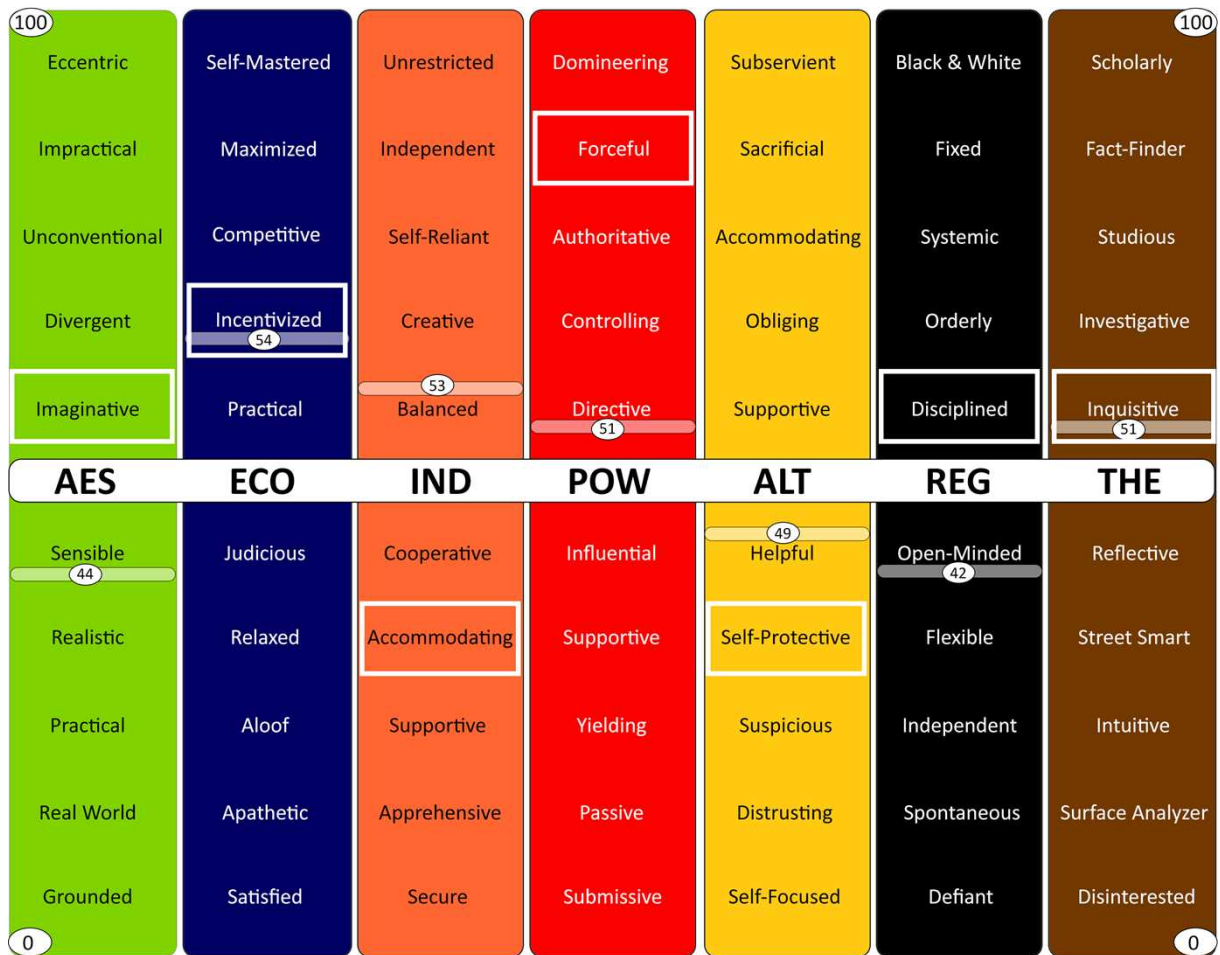 100 100
Eccentric Self-Mastered Unrestricted Domineering Subservient Black & White Scholarly
Impractical Maximized Independent Forceful Sacrificial Fixed Fact-Finder
Unconventional Competitive Self-Reliant Authoritative Accommodating Systemic Studious
Divergent Incentivized Creative Controlling Obliging Orderly Investigative
54
53
Imaginative Practical Balanced Directive Supportive Disciplined Inquisitive
51 51
AES ECO IND POW ALT REG THE
49
Sensible Judicious Cooperative Influential Helpful Open-Minded Reflective
44 42
Realistic Relaxed Accommodating Supportive Self-Protective Flexible Street Smart
Practical Aloof Supportive Yielding Suspicious Independent Intuitive
Real World Apathetic Apprehensive Passive Distrusting Spontaneous Surface Analyzer
Grounded Satisfied Secure Submissive Self-Focused Defiant Disinterested
0 0